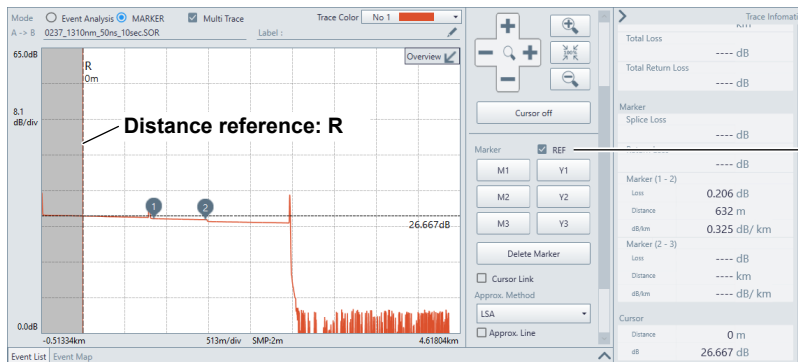 Mode Event Analysis MARKER Multi Trace Trace Color No 1
A -> B 0237_1310nm_50ns_10sec.SOR Label :
65.0dB
Overview
R
0m
8.1
dB/div
Distance reference: R
1 2
26.667dB
0.0dB
-0.51334km 513m/div SMP:2m 4.61804km
Event List Event Map
100%
Cursor off
Marker REF
M1 Y1
M2 Y2
M3 Y3
Delete Marker
Cursor Link
Approx. Method
LSA
Approx. Line
Trace Infomati
Total Loss
---- dB
Total Return Loss
---- dB
Marker
Splice Loss
---- dB
---- dB
Marker (1 - 2)
Loss 0.206 dB
Distance 632 m
dB/km 0.325 dB/ km
Marker (2 - 3)
Loss ---- dB
Distance ---- km
dB/km ---- dB/ km
Cursor
Distance 0 m
dB 26.667 dB